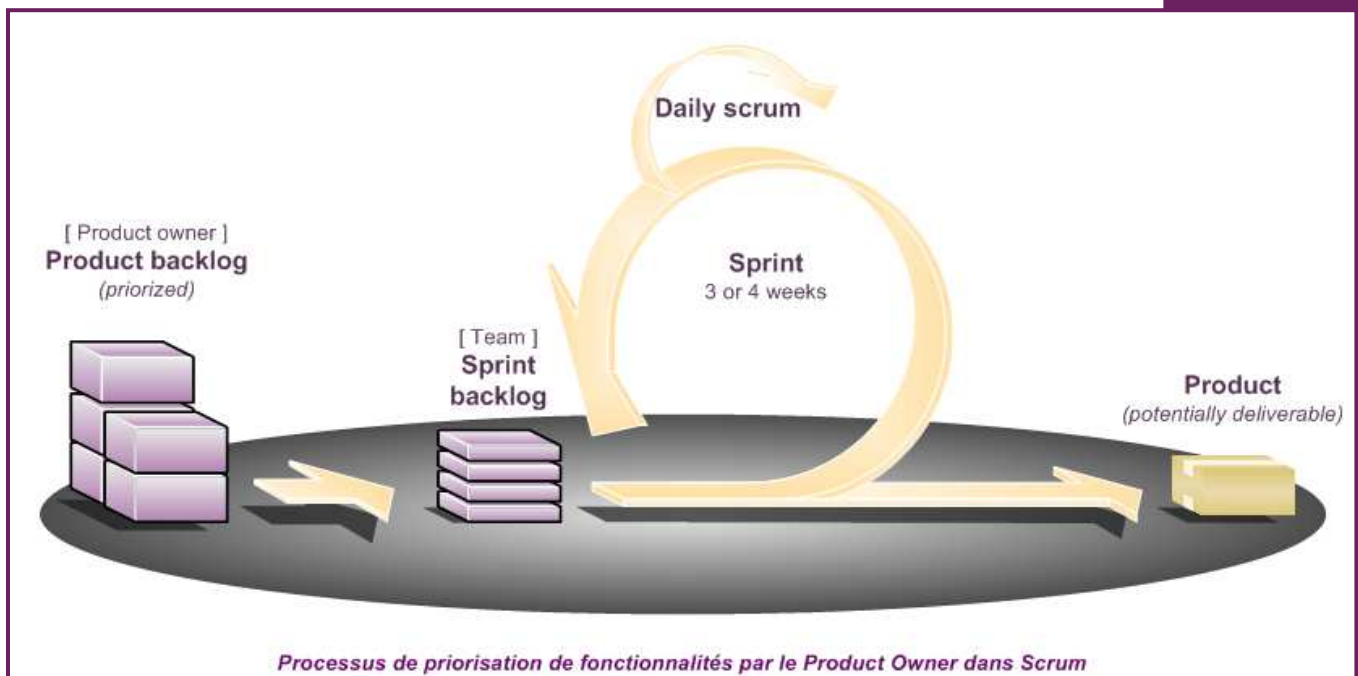 Daily scrum
[ Product owner ]
Product backlog
(priorized)
Sprint
3 or 4 weeks
[ Team ]
Sprint
backlog
Product
(potentially deliverable)
Processus de priorisation de fonctionnalités par le Product Owner dans Scrum